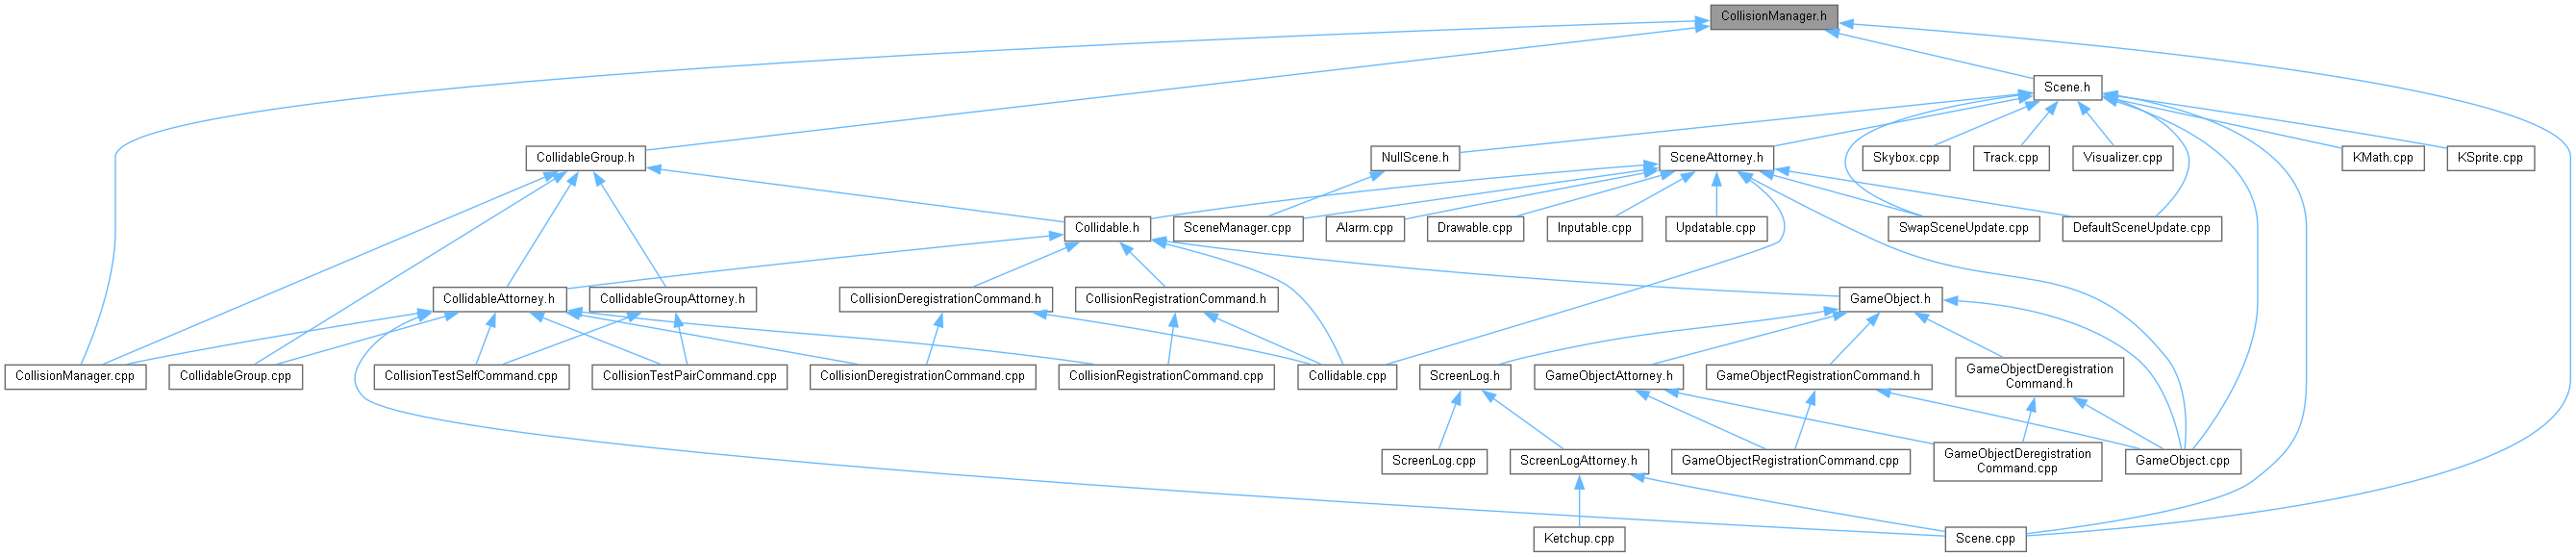 CollisionManager.h
Scene.h
CollidableGroup.h
NullScene.h
SceneAttorney.h
Skybox.cpp
Track.cpp
Visualizer.cpp
KMath.cpp
KSprite.cpp
Collidable.h
SceneManager.cpp
Alarm.cpp
Drawable.cpp
Inputable.cpp
Updatable.cpp
SwapSceneUpdate.cpp
DefaultSceneUpdate.cpp
CollidableAttorney.h
CollidableGroupAttorney.h
CollisionDeregistrationCommand.h
CollisionRegistrationCommand.h
GameObject.h
CollisionManager.cpp
CollidableGroup.cpp
CollisionTestSelfCommand.cpp
CollisionTestPairCommand.cpp
CollisionDeregistrationCommand.cpp
CollisionRegistrationCommand.cpp
Collidable.cpp
ScreenLog.h
GameObjectAttorney.h
GameObjectRegistrationCommand.h
GameObjectDeregistration
Command.h
ScreenLog.cpp
ScreenLogAttorney.h
GameObjectRegistrationCommand.cpp
GameObjectDeregistration
Command.cpp
GameObject.cpp
Ketchup.cpp
Scene.cpp